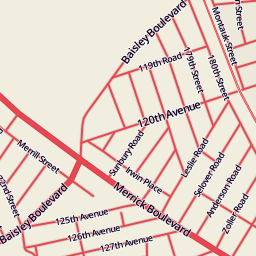 Baisley Boulevard
Montauk Street
119th Road
179th Street
180th Street
120th Avenue
Sunbury Road
Merrill Street
Irwin Place
Leslie Road
Selover Road
Anderson Road
Zoller Road
Merrick Boulevard
Baisley Boulevard
125th Avenue
126th Avenue
127th Avenue